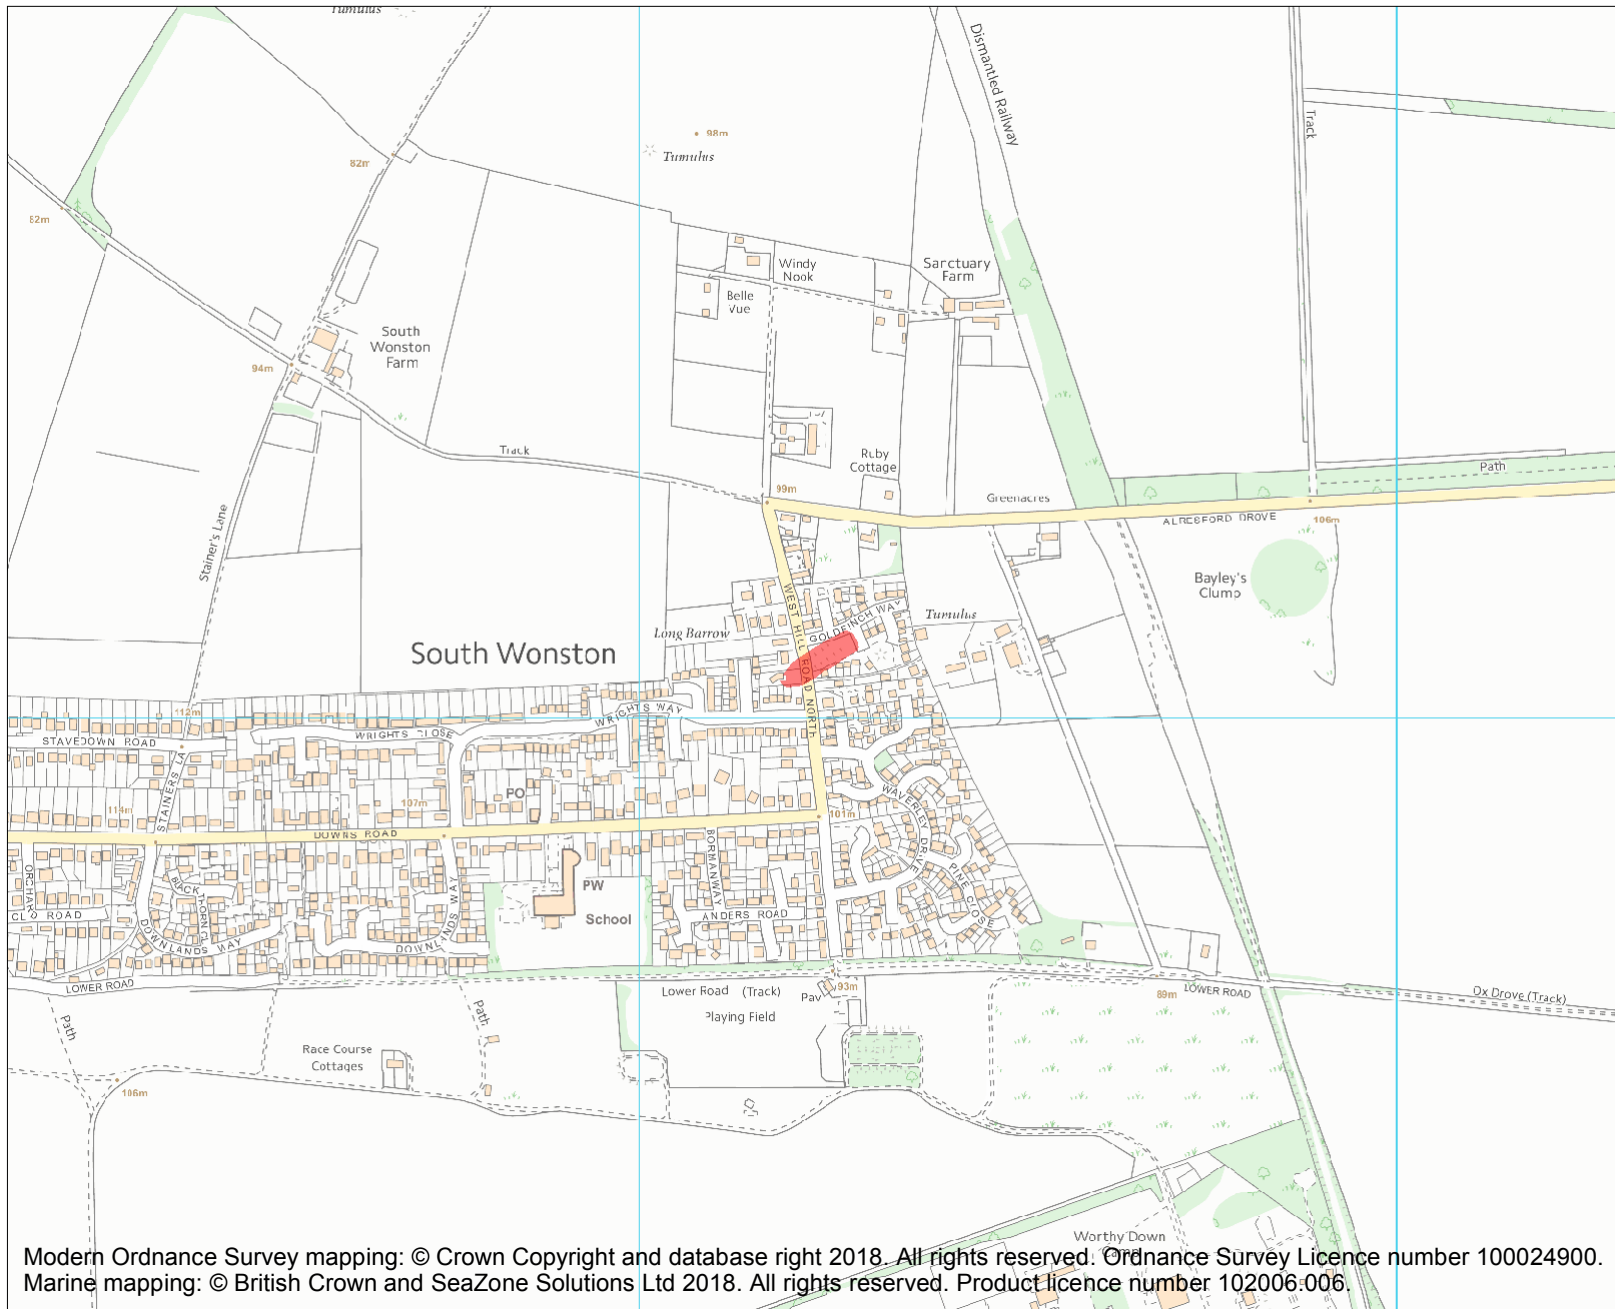 Tumulus
Dismantled Railway
98m
Tumulus
Track
82m
82m
Windy
Nook
Sarctuary
Farm
Belle
Vue
South
Wonston
Farm
94m
Track
Ruby
Cottage
Path
99m
Greenacres
ALRESFORD DROVE
106m
Stainer's Lane
Bayley's
Clump
WEST HILL ROAD NORTH
GOLDFINCH WAY
Tumulus
Long Barrow
South Wonston
112m
WRIGHTS WAY
STAVEDOWN ROAD
WRIGHTS CLOSE
STAINERS LA
PO
WAVERLEY DRIVE
114m
107m
101m
DOWNS ROAD
BORMANWAY
PINE CLOSE
ORCHARD
BLACKTHORN CL
PW
School
CLO ROAD
ANDERS ROAD
DOWNLANDS WAY
DOWNLANDS WAY
LOWER ROAD
Lower Road (Track)
Pav
93m
89m
LOWER ROAD
Ox Drove (Track)
Path
Path
Playing Field
Race Course
Cottages
106m
Worthy Down
Camp
Modern Ordnance Survey mapping: © Crown Copyright and database right 2018. All rights reserved. Ordnance Survey Licence number 100024900.
Marine mapping: © British Crown and SeaZone Solutions Ltd 2018. All rights reserved. Product licence number 102006.006.